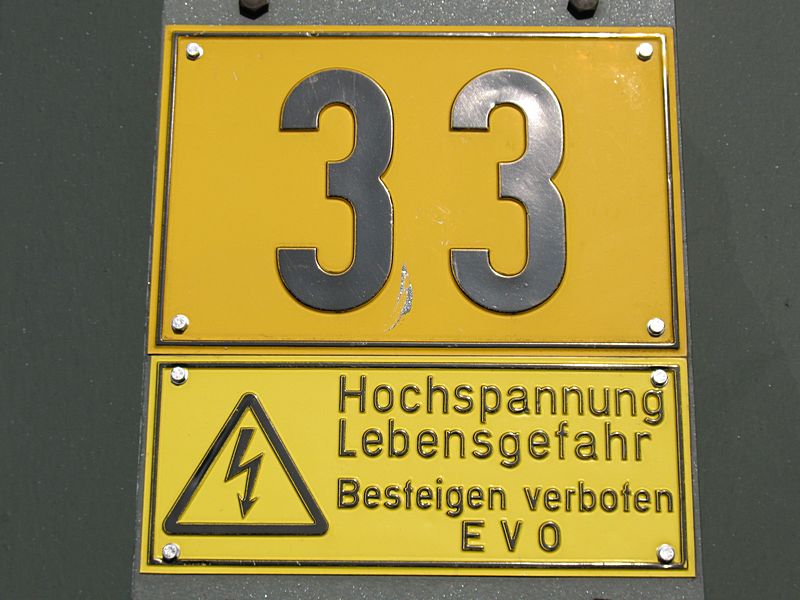 33
Hochspannung
Lebensgefahr
Besteigen verboten
EVO